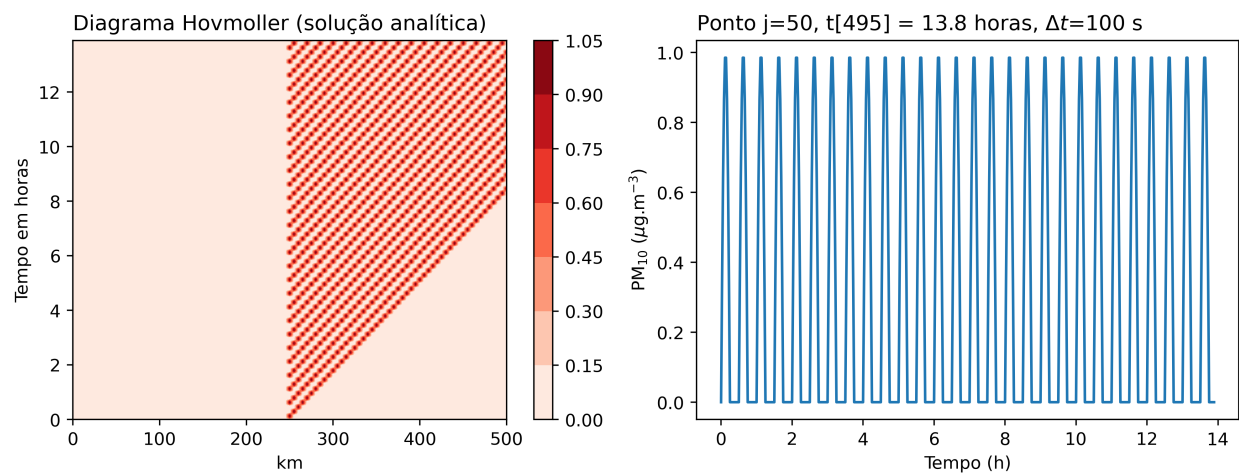 Diagrama Hovmoller (solução analítica)
Tempo em horas
12
10
8
6
4
2
0
0 100 200 300 400 500
km
1.05
0.90
0.75
0.60
0.45
0.30
0.15
0.00
Ponto j=50, t[495] = 13.8 horas, Δt=100 s
PM₁₀ (μg.m⁻³)
1.0
0.8
0.6
0.4
0.2
0.0
0 2 4 6 8 10 12 14
Tempo (h)